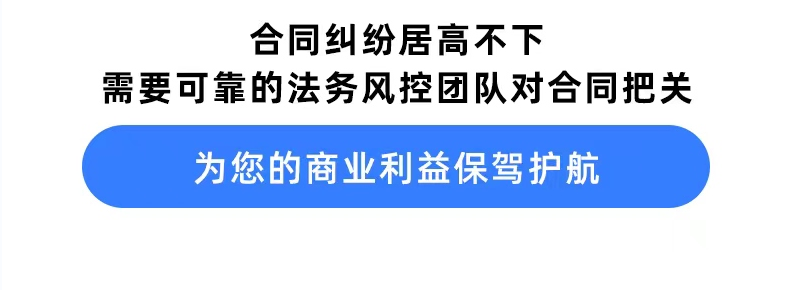 合同纠纷居高不下
需要可靠的法务风控团队对合同把关
为您的商业利益保驾护航